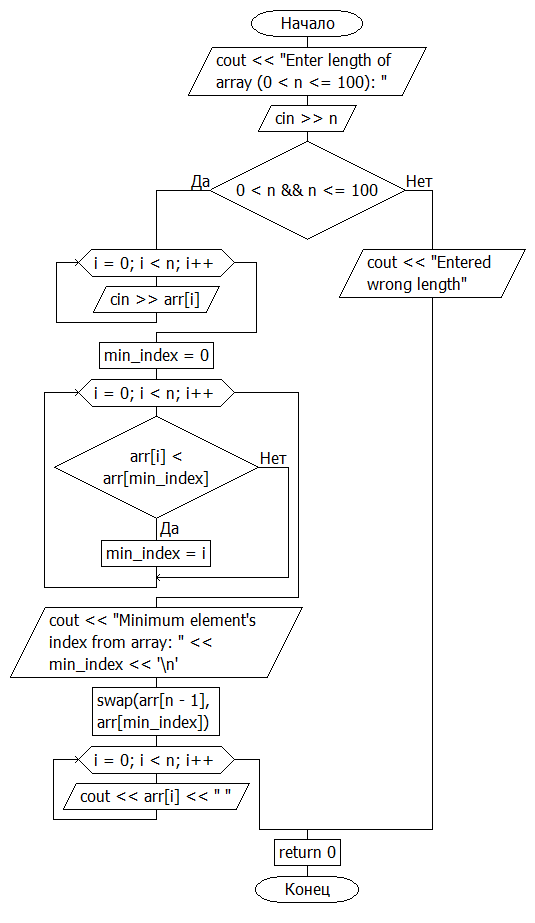 Начало
cout << "Enter length of
array (0 < n <= 100): "
cin >> n
0 < n && n <= 100
Да
Нет
i = 0; i < n; i++
cin >> arr[i]
cout << "Entered
wrong length"
min_index = 0
i = 0; i < n; i++
arr[i] <
arr[min_index]
Нет
Да
min_index = i
cout << "Minimum element's
index from array: " <<
min_index << '\n'
swap(arr[n - 1],
arr[min_index])
i = 0; i < n; i++
cout << arr[i] << " "
return 0
Конец